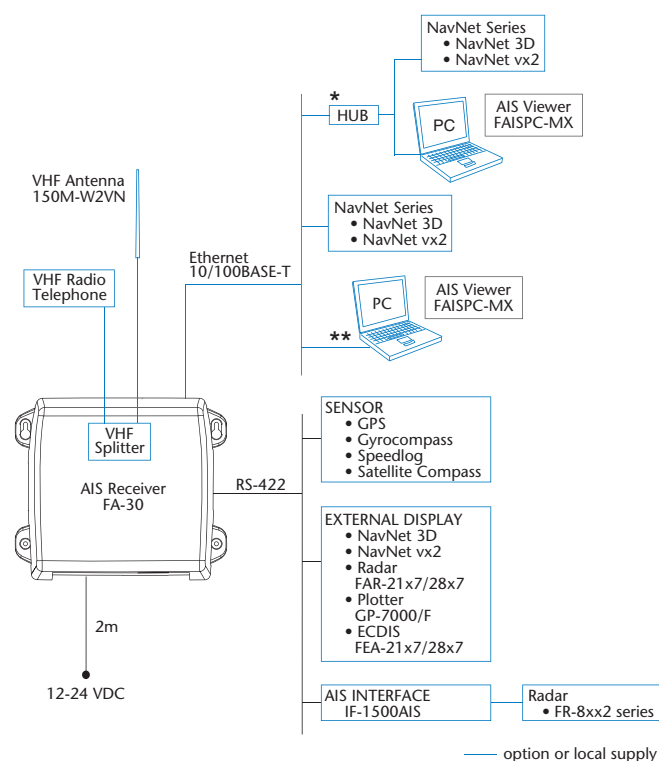 NavNet Series
• NavNet 3D
• NavNet vx2
*
HUB
PC
AIS Viewer
FAISPC-MX
VHF Antenna
150M-W2VN
NavNet Series
• NavNet 3D
• NavNet vx2
Ethernet
10/100BASE-T
VHF Radio
Telephone
PC
AIS Viewer
FAISPC-MX
**
VHF
Splitter
AIS Receiver
FA-30
RS-422
SENSOR
• GPS
• Gyrocompass
• Speedlog
• Satellite Compass
EXTERNAL DISPLAY
• NavNet 3D
• NavNet vx2
• Radar
FAR-21x7/28x7
• Plotter
GP-7000/F
• ECDIS
FEA-21x7/28x7
2m
12-24 VDC
AIS INTERFACE
IF-1500AIS
Radar
• FR-8xx2 series
option or local supply